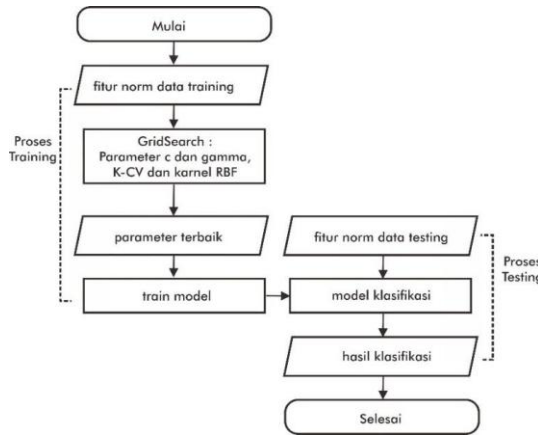 Mulai
fitur norm data training
Proses
Training
GridSearch :
Parameter c dan gamma,
K-CV dan karnel RBF
parameter terbaik
fitur norm data testing
Proses
Testing
train model
model klasifikasi
hasil klasifikasi
Selesai